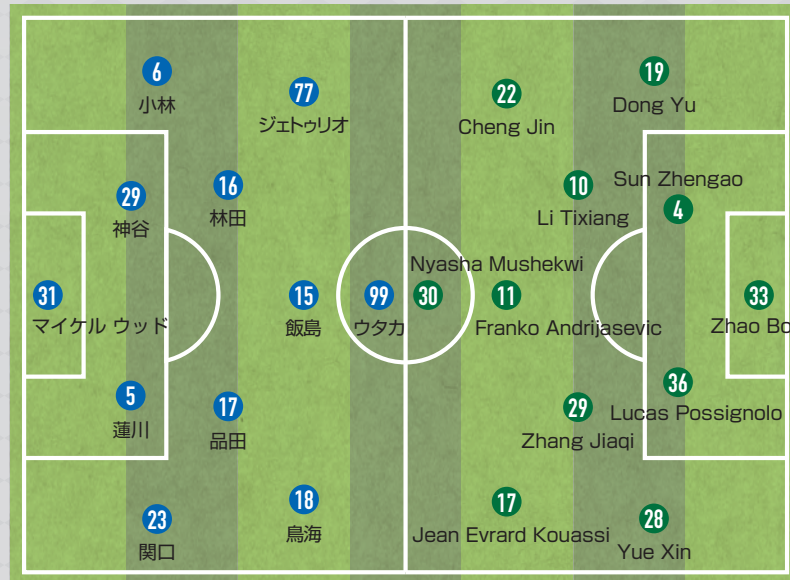 6
小林
77
ジェトゥリオ
22
Cheng Jin
19
Dong Yu
29
神谷
16
林田
10
Li Tixiang
Sun Zhengao
4
31
マイケル ウッド
15
飯島
99
ウタカ
Nyasha Mushekwi
30
11
Franko Andrijasevic
33
Zhao Bo
5
蓮川
17
品田
29
Zhang Jiaqi
36
Lucas Possignolo
23
関口
18
鳥海
17
Jean Evrard Kouassi
28
Yue Xin